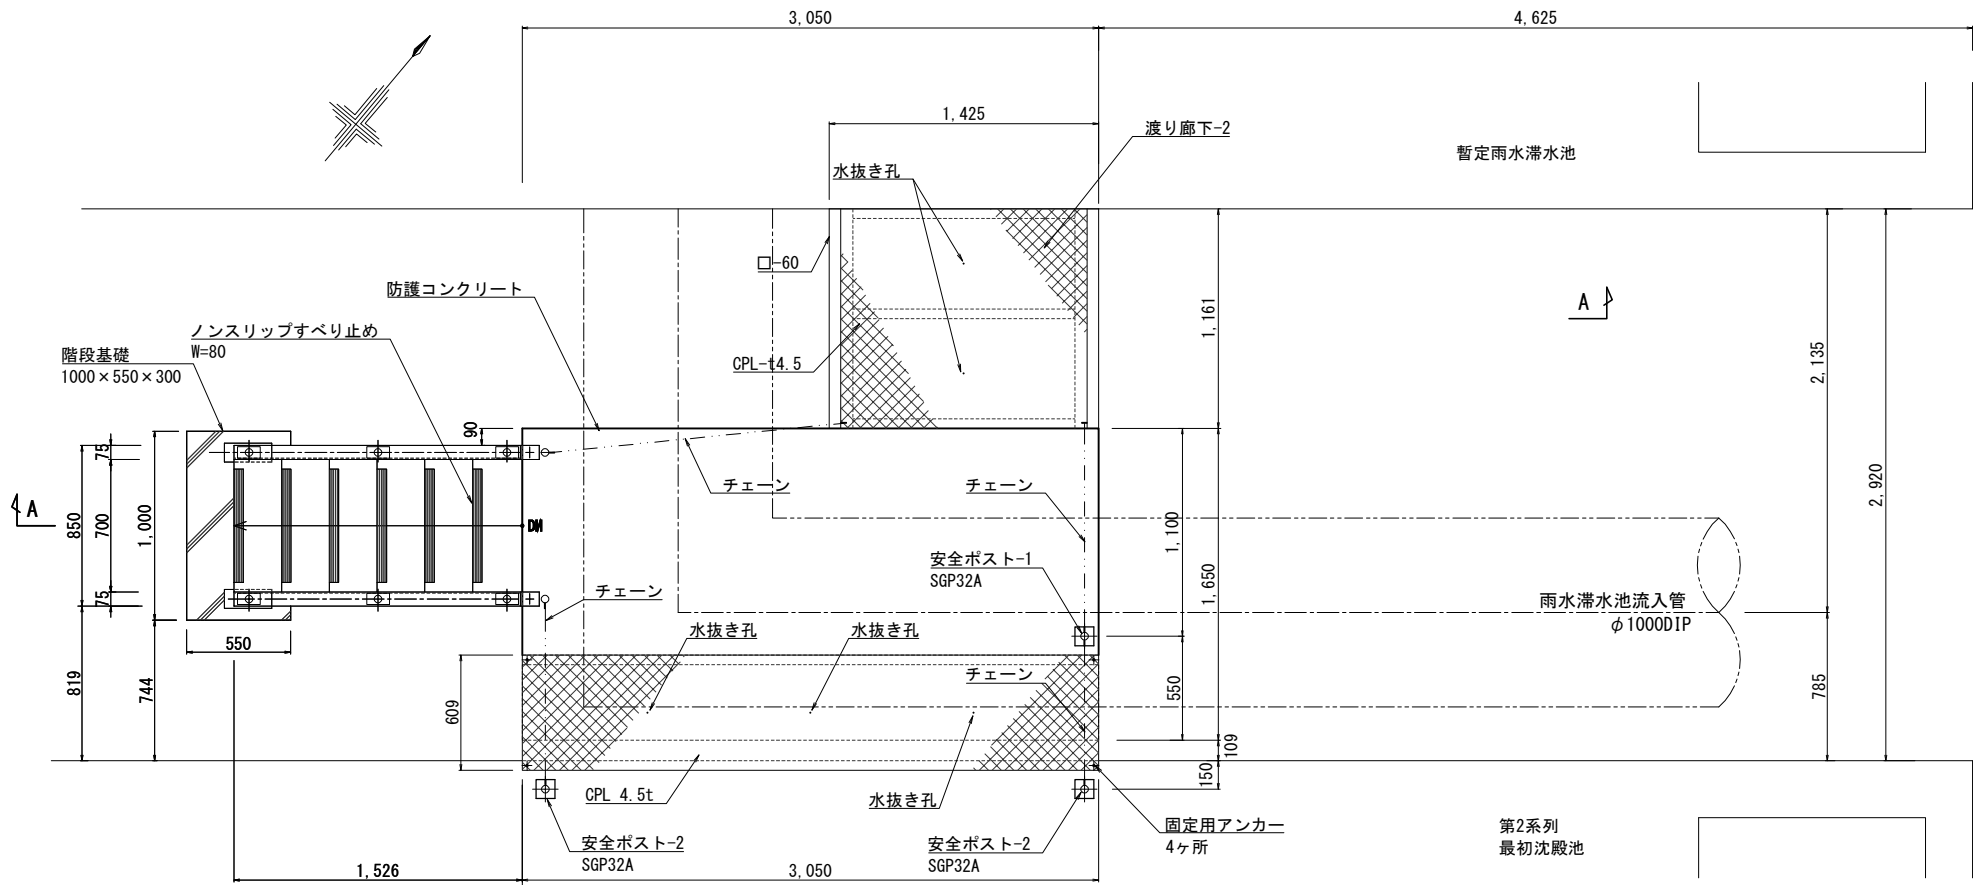 3,050
4,625
1,425
渡り廊下-2
暫定雨水滞水池
水抜き孔
□-60
防護コンクリート
A
1,161
ノンスリップすべり止め
W=80
階段基礎
1000×550×300
CPL-t4.5
2,135
90
75
チェーン
チェーン
2,920
A
850
700
1,000
DN
1,100
安全ポスト-1
SGP32A
1,650
チェーン
75
雨水滞水池流入管
φ1000DIP
水抜き孔
水抜き孔
550
チェーン
819
744
609
550
785
109
150
CPL 4.5t
水抜き孔
固定用アンカー
4ヶ所
第2系列
最初沈殿池
安全ポスト-2
SGP32A
安全ポスト-2
SGP32A
1,526
3,050